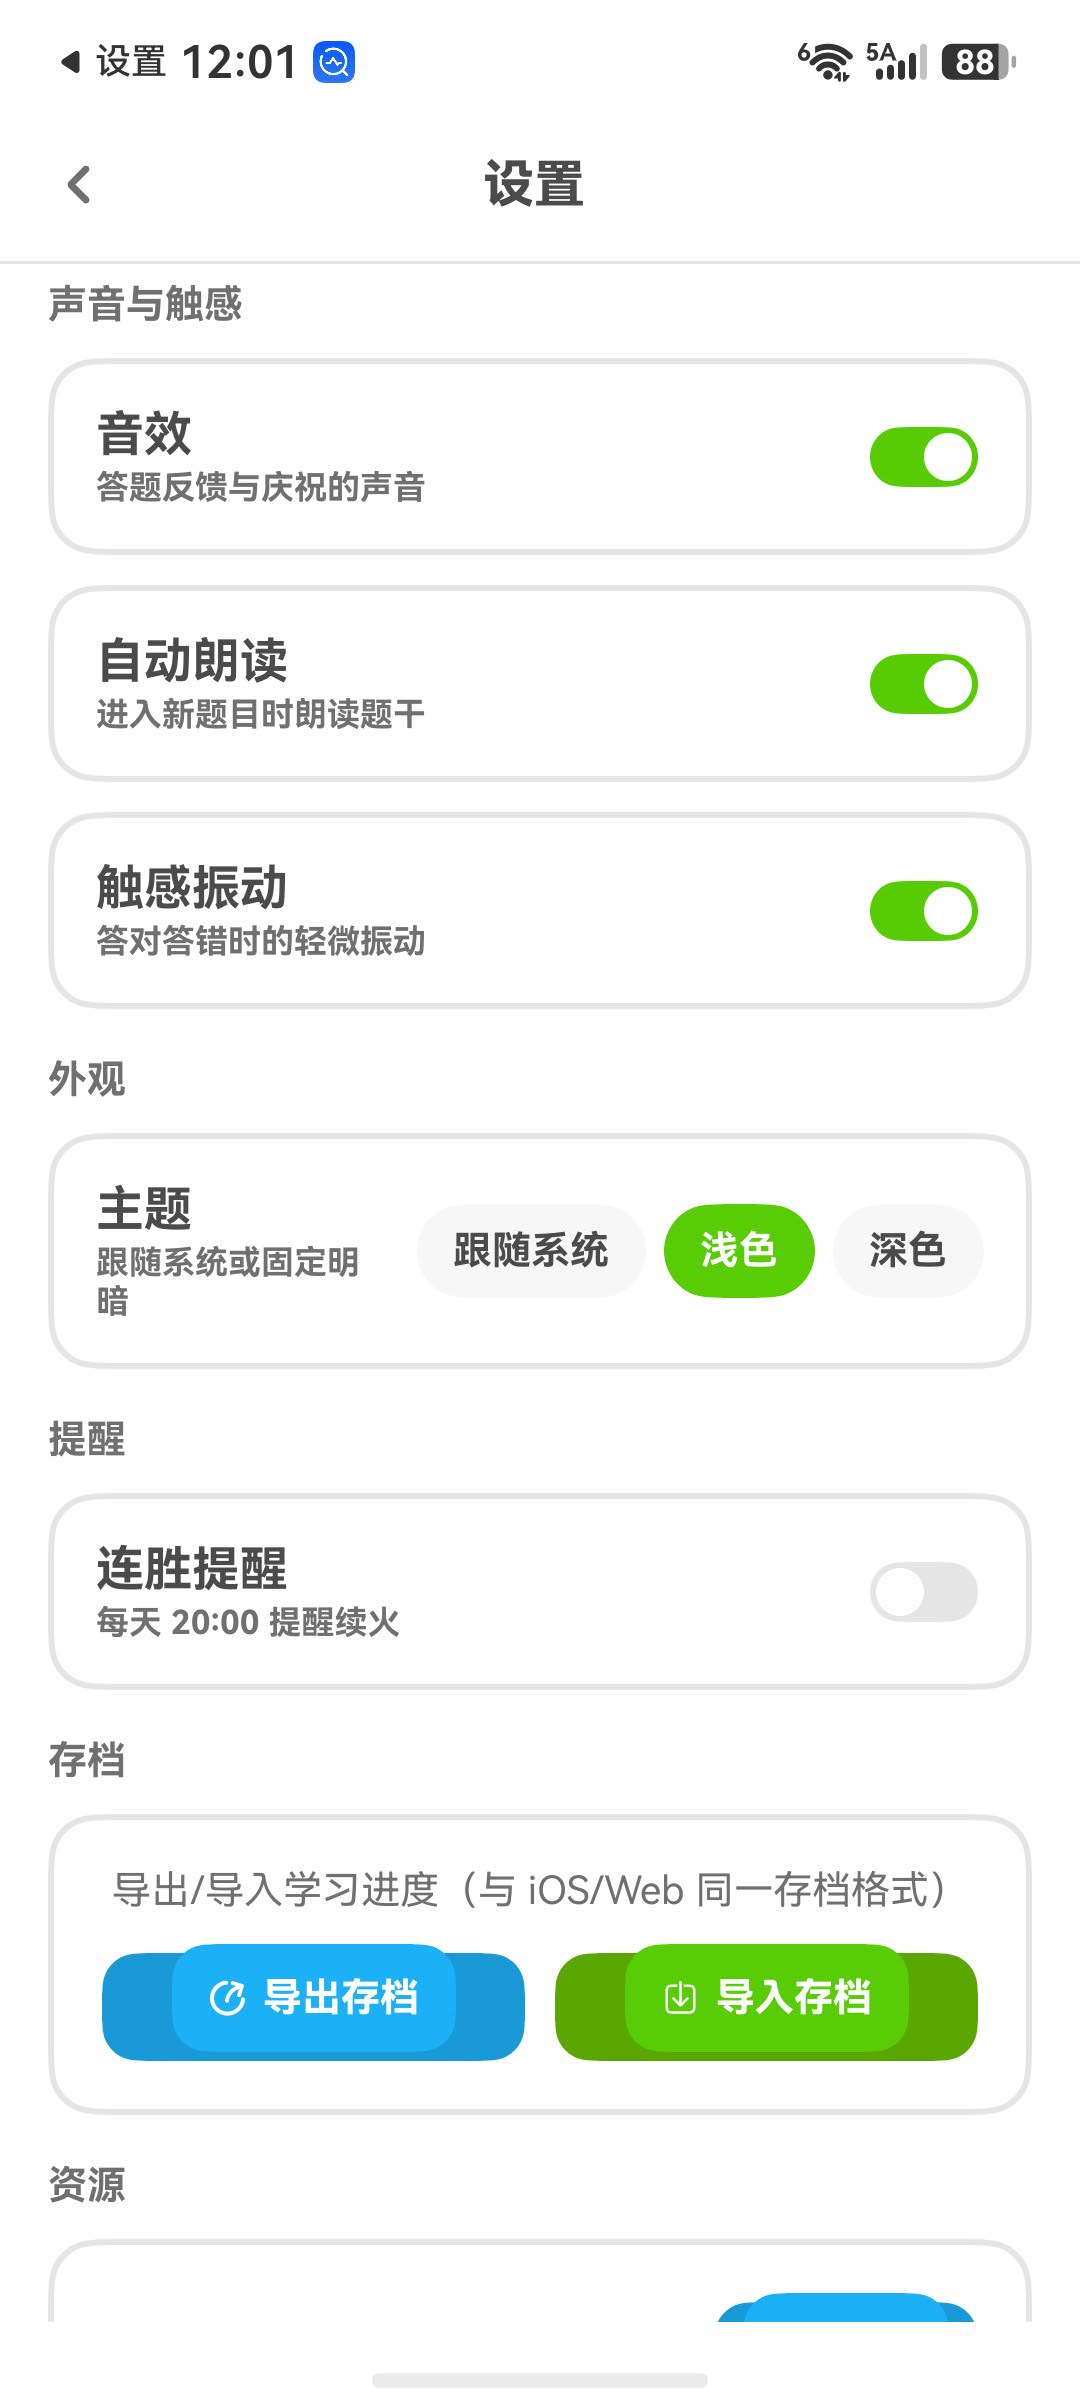 设置 12:01 6 5A 88
设置
声音与触感
音效
答题反馈与庆祝的声音
自动朗读
进入新题目时朗读题干
触感振动
答对答错时的轻微振动
外观
主题
跟随系统或固定明
暗
跟随系统 浅色 深色
提醒
连胜提醒
每天 20:00 提醒续火
存档
导出/导入学习进度（与 iOS/Web 同一存档格式）
导出存档 导入存档
资源